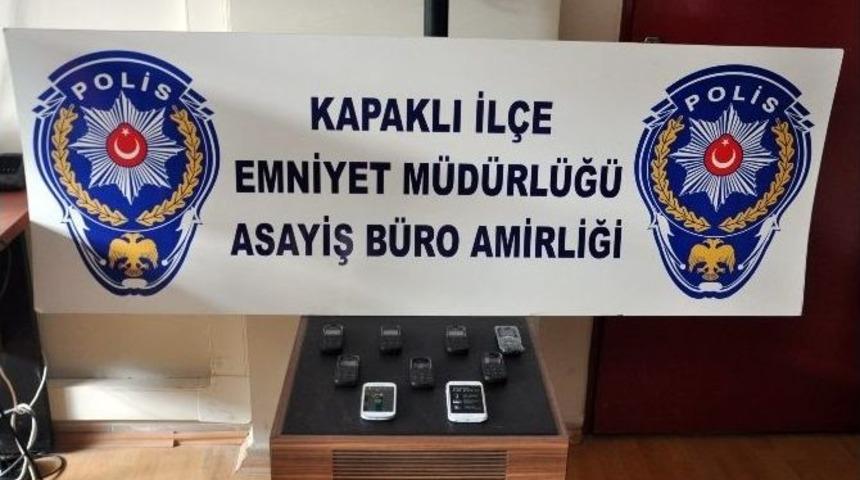 POLİS
POLİS
KAPAKLI İLÇE
EMNİYET MÜDÜRLÜĞÜ
ASAYİŞ BÜRO AMİRLİĞİ